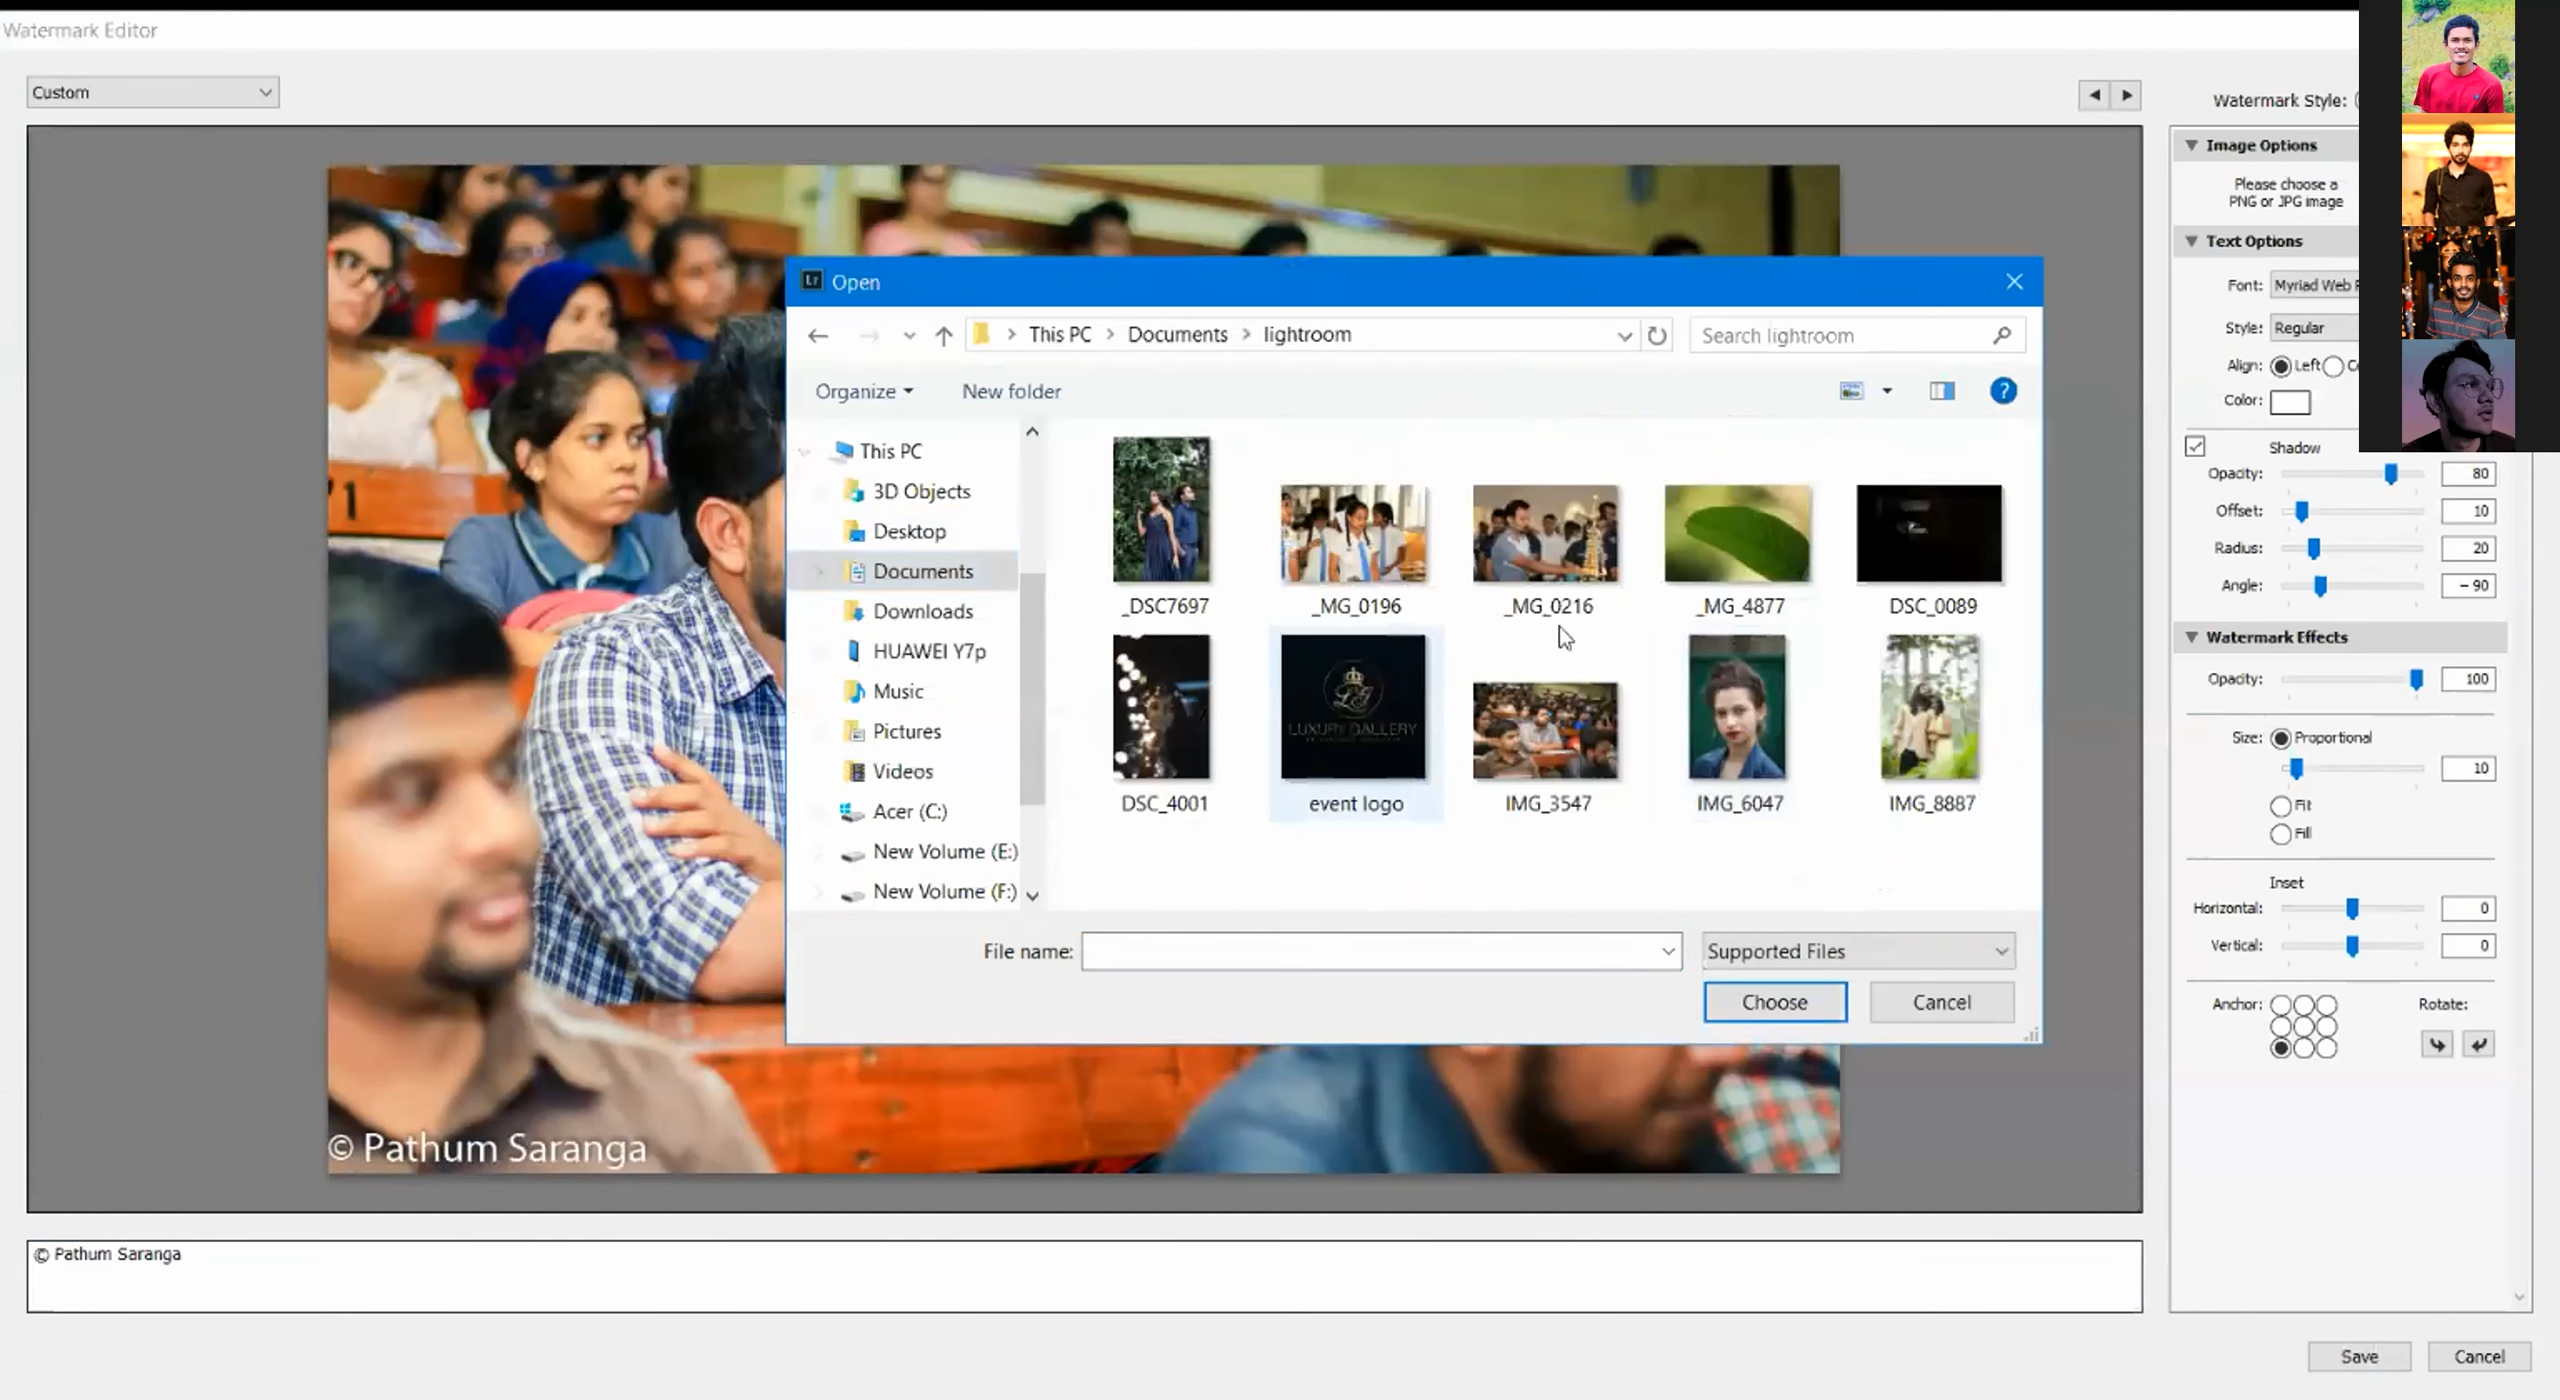 Watermark Editor
Custom
Watermark Style:
Image Options
Please choose a
PNG or JPG image
Text Options
Font: Myriad Web
Style: Regular
Align: Left
Color:
Shadow
Opacity: 80
Offset: 10
Radius: 20
Angle: - 90
Watermark Effects
Opacity: 100
Size: Proportional
10
Fit
Fill
Inset
Horizontal: 0
Vertical: 0
Anchor: Rotate:
Lr Open
This PC > Documents > lightroom
Search lightroom
Organize New folder
This PC
3D Objects
Desktop
Documents
Downloads
HUAWEI Y7p
Music
Pictures
Videos
Acer (C:)
New Volume (E:)
New Volume (F:)
_DSC7697 _MG_0196 _MG_0216 _MG_4877 DSC_0089
LUXURY GALLERY
DSC_4001 event logo IMG_3547 IMG_6047 IMG_8887
File name: Supported Files
Choose Cancel
© Pathum Saranga
© Pathum Saranga
Save Cancel